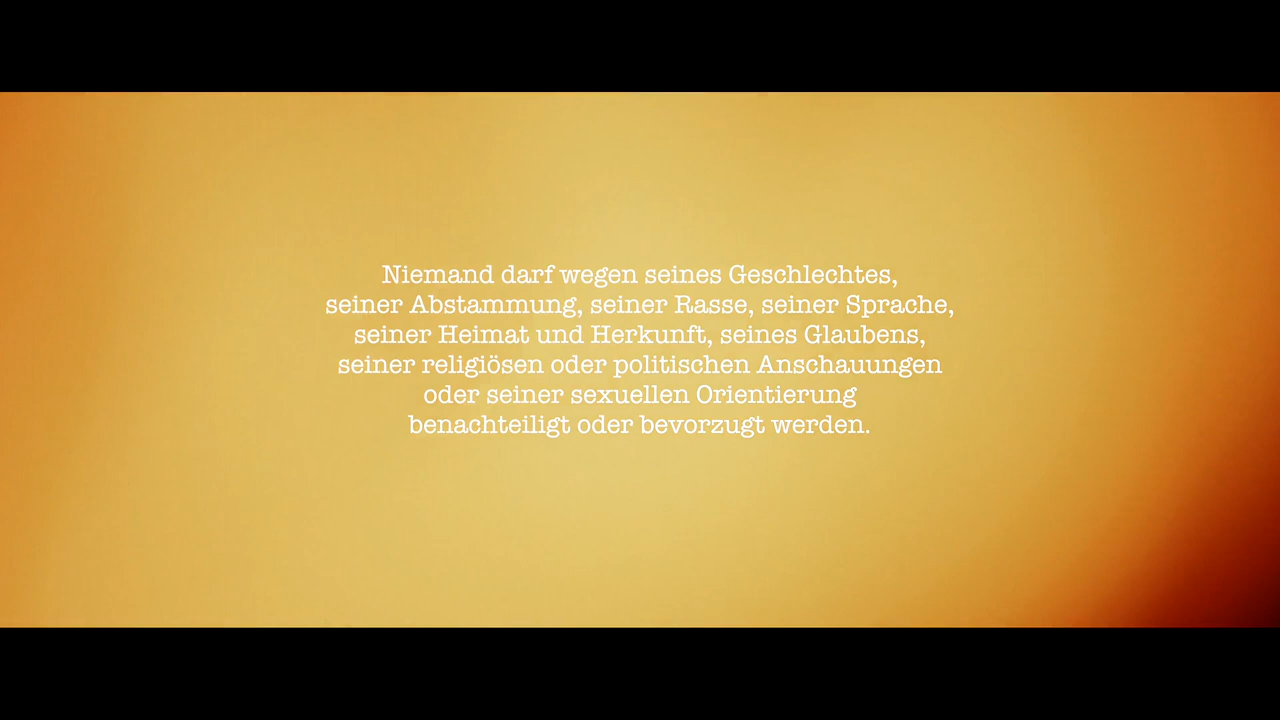 Niemand darf wegen seines Geschlechtes,
seiner Abstammung, seiner Rasse, seiner Sprache,
seiner Heimat und Herkunft, seines Glaubens,
seiner religiösen oder politischen Anschauungen
oder seiner sexuellen Orientierung
benachteiligt oder bevorzugt werden.